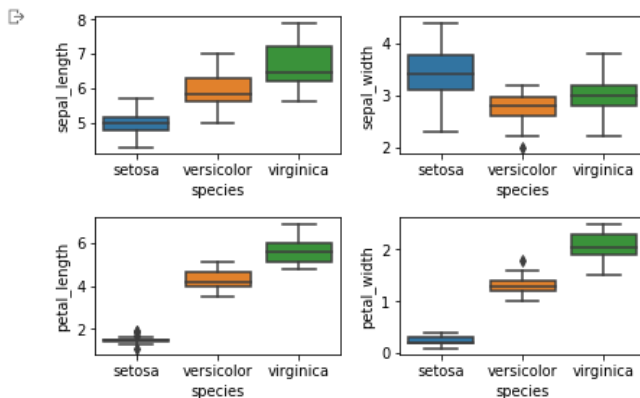 sepal_length
8
7
6
5
setosa versicolor virginica
species
sepal_width
4
3
2
setosa versicolor virginica
species
petal_length
6
4
2
setosa versicolor virginica
species
petal_width
2
1
0
setosa versicolor virginica
species